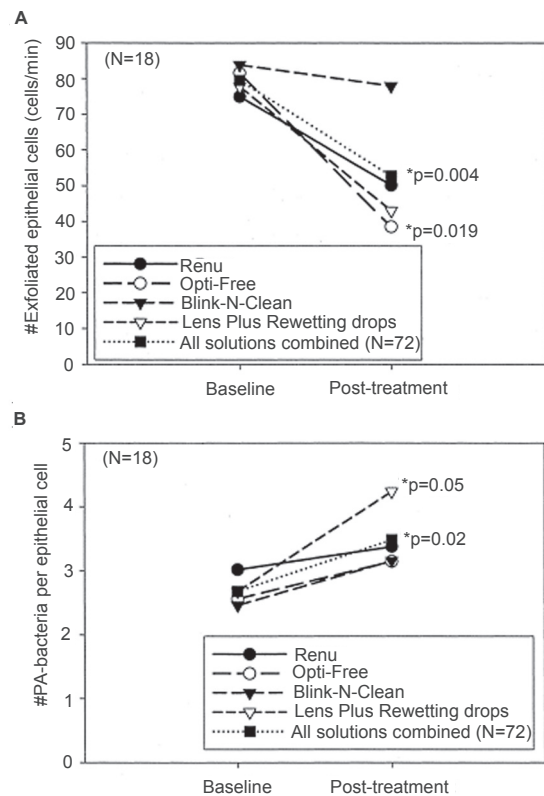 A
#Exfoliated epithelial cells (cells/min)
90
80
70
60
50
40
30
20
10
0
(N=18)
*p=0.004
*p=0.019
Renu
Opti-Free
Blink-N-Clean
Lens Plus Rewetting drops
All solutions combined (N=72)
Baseline Post-treatment
B
#PA-bacteria per epithelial cell
5
4
3
2
1
0
(N=18)
*p=0.05
*p=0.02
Renu
Opti-Free
Blink-N-Clean
Lens Plus Rewetting drops
All solutions combined (N=72)
Baseline Post-treatment